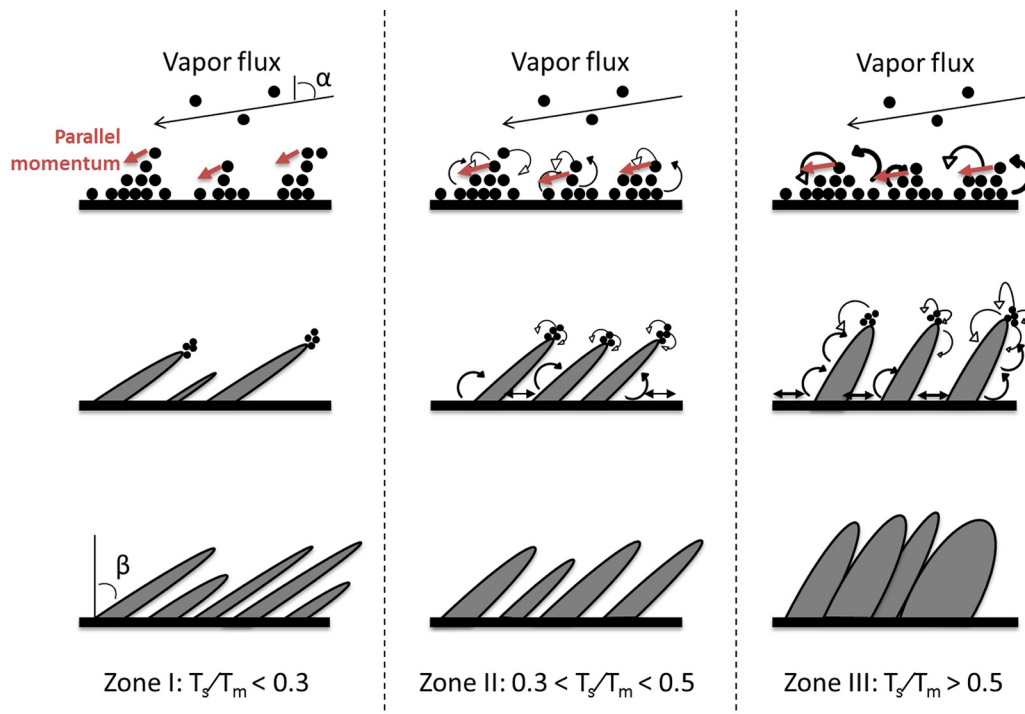 Vapor flux
α
Parallel
momentum
β
Zone I: Tₛ/Tₘ < 0.3
Vapor flux
Zone II: 0.3 < Tₛ/Tₘ < 0.5
Vapor flux
Zone III: Tₛ/Tₘ > 0.5